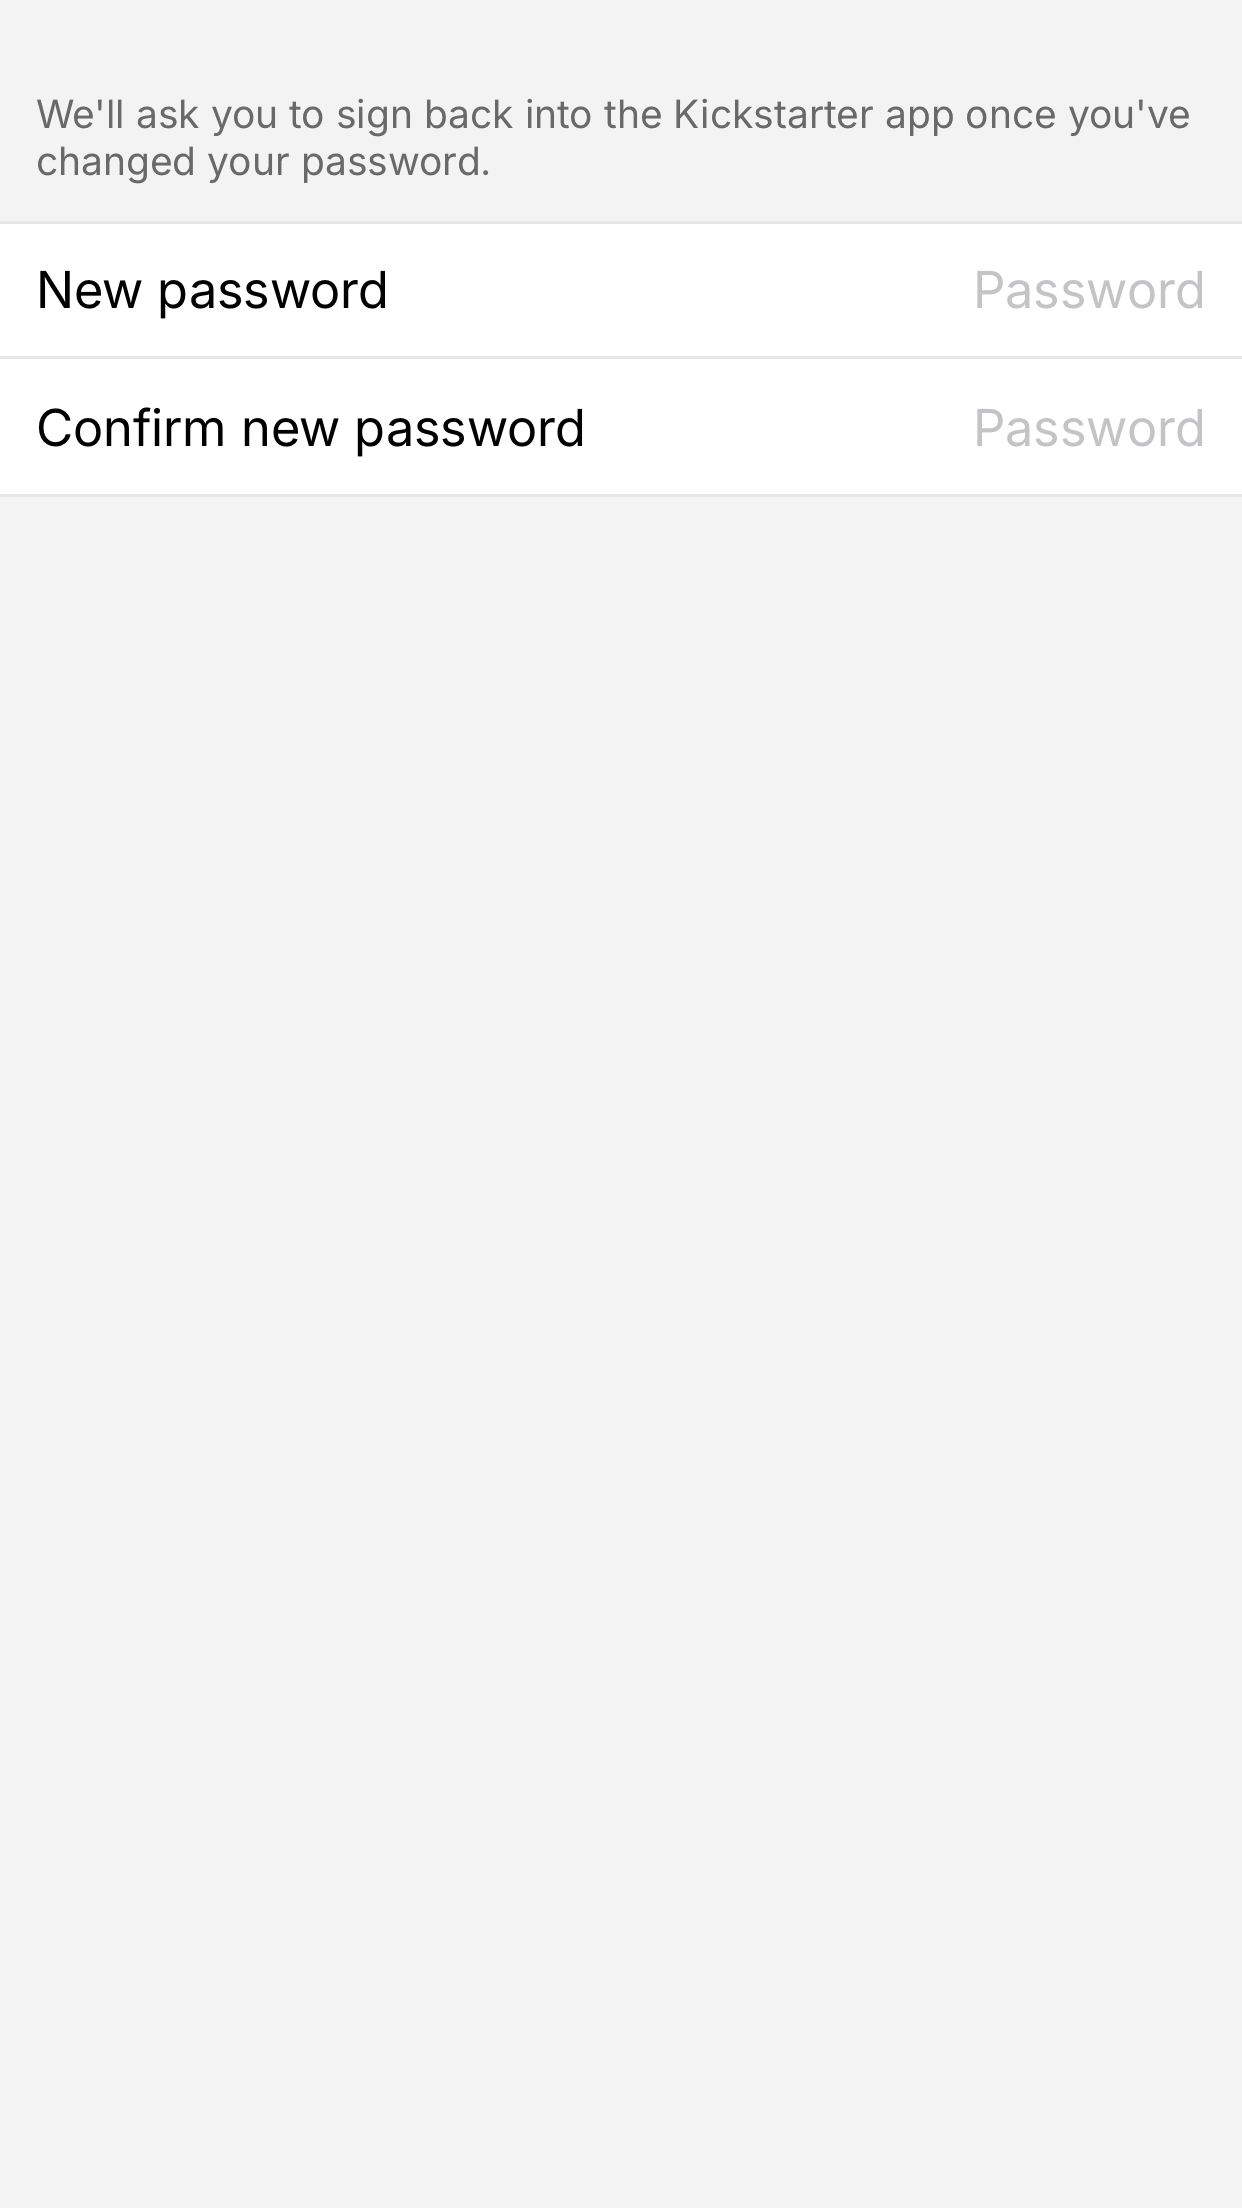 We'll ask you to sign back into the Kickstarter app once you've
changed your password.
New password Password
Confirm new password Password